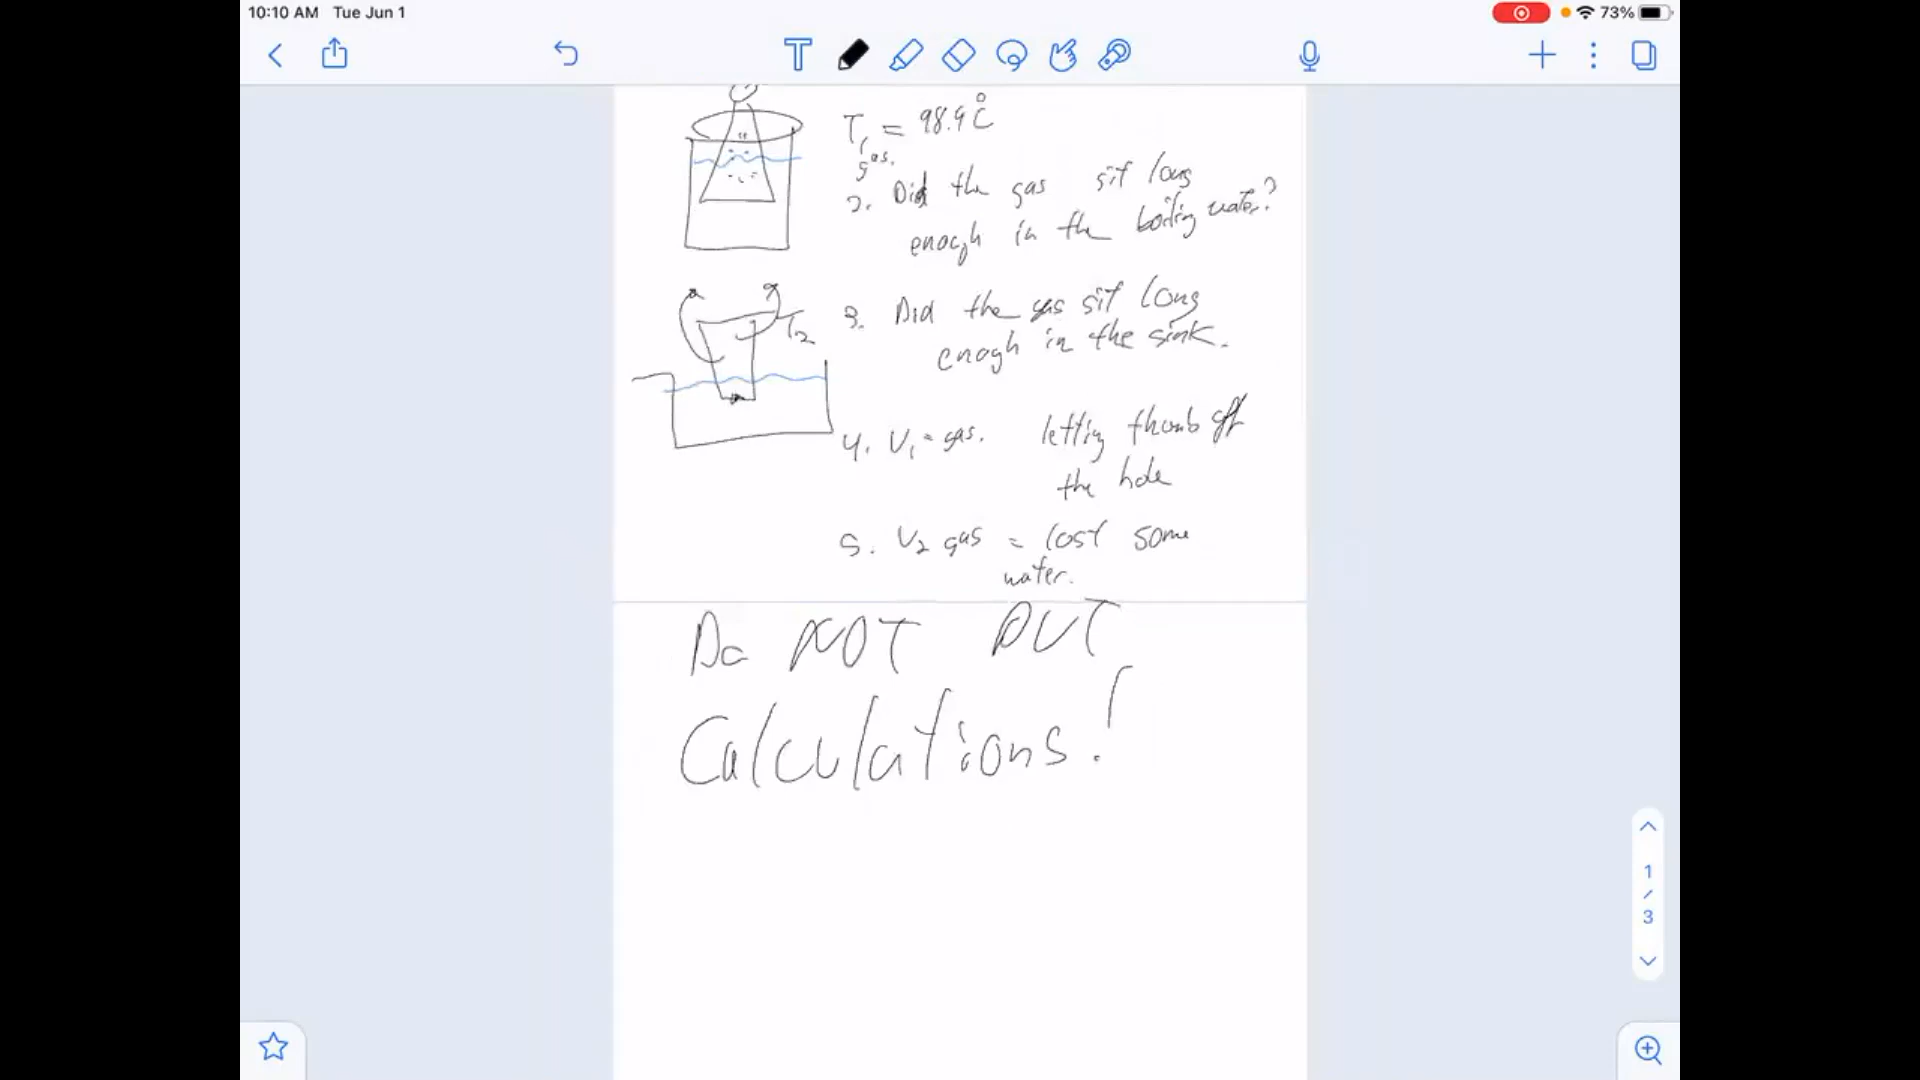 10:10 AM Tue Jun 1
73%
T₁ = 98.9°C
gas.
2. Did the gas sit long
enough in the boiling water?
T₂
3. Did the gas sit long
enogh in the sink.
4. V₁ = gas. letting thumb off
the hole
5. V₂ gas = lost some
water.
Do NOT PUT
Calculations!
1
/
3